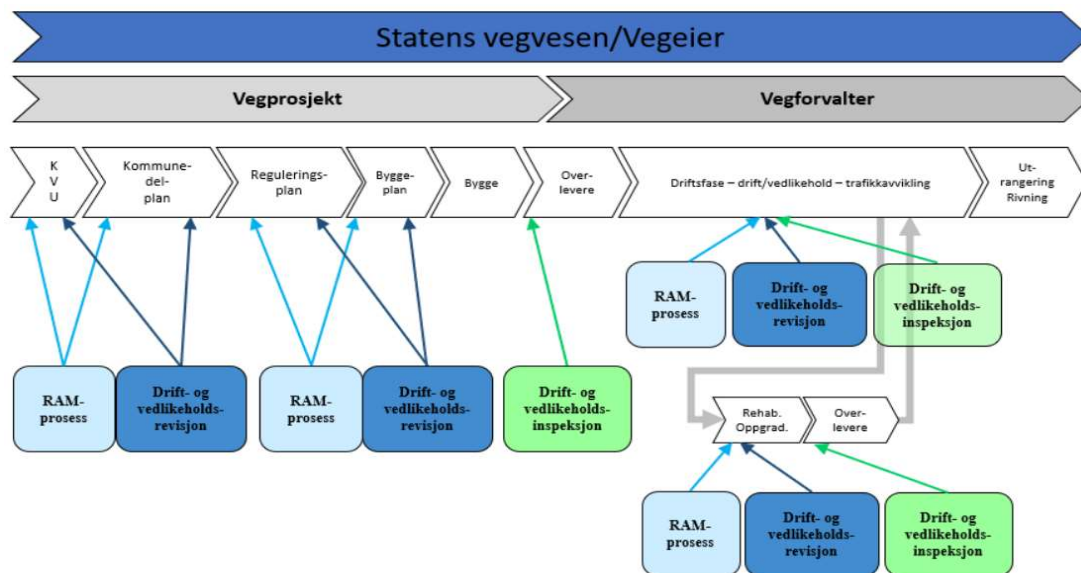 Statens vegvesen/Vegeier
Vegprosjekt
Vegforvalter
K
V
U
Kommune-
del-
plan
Regulerings-
plan
Bygge-
plan
Bygge
Over-
levere
Driftsfase – drift/vedlikehold – trafikkavvikling
Ut-
rangering
Rivning
RAM-
prosess
Drift- og
vedlikeholds-
revisjon
Drift- og
vedlikeholds-
inspeksjon
RAM-
prosess
Drift- og
vedlikeholds-
revisjon
RAM-
prosess
Drift- og
vedlikeholds-
revisjon
Drift- og
vedlikeholds-
inspeksjon
Rehab.
Oppgrad.
Over-
levere
RAM-
prosess
Drift- og
vedlikeholds-
revisjon
Drift- og
vedlikeholds-
inspeksjon